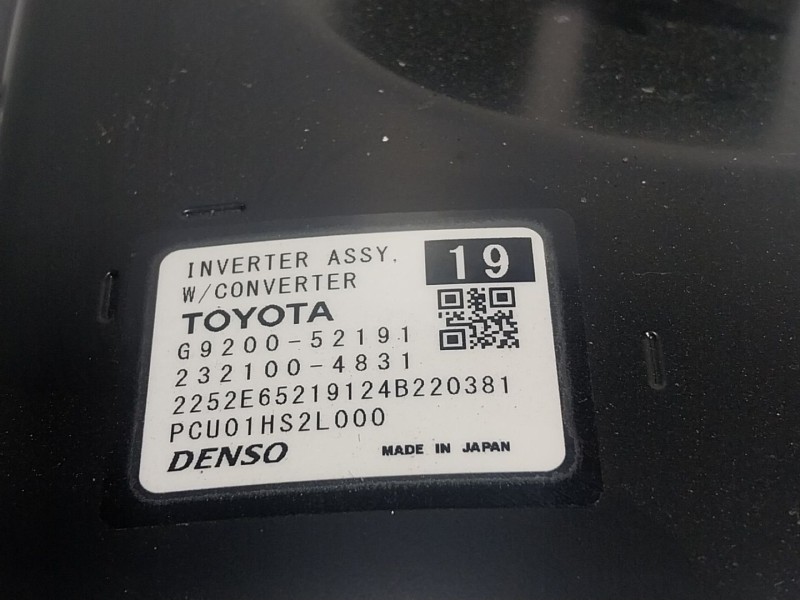 INVERTER ASSY. 19
W/CONVERTER
TOYOTA
G9200-52191
232100-4831
2252E65219124B220381
PCU01HS2L000
DENSO MADE IN JAPAN